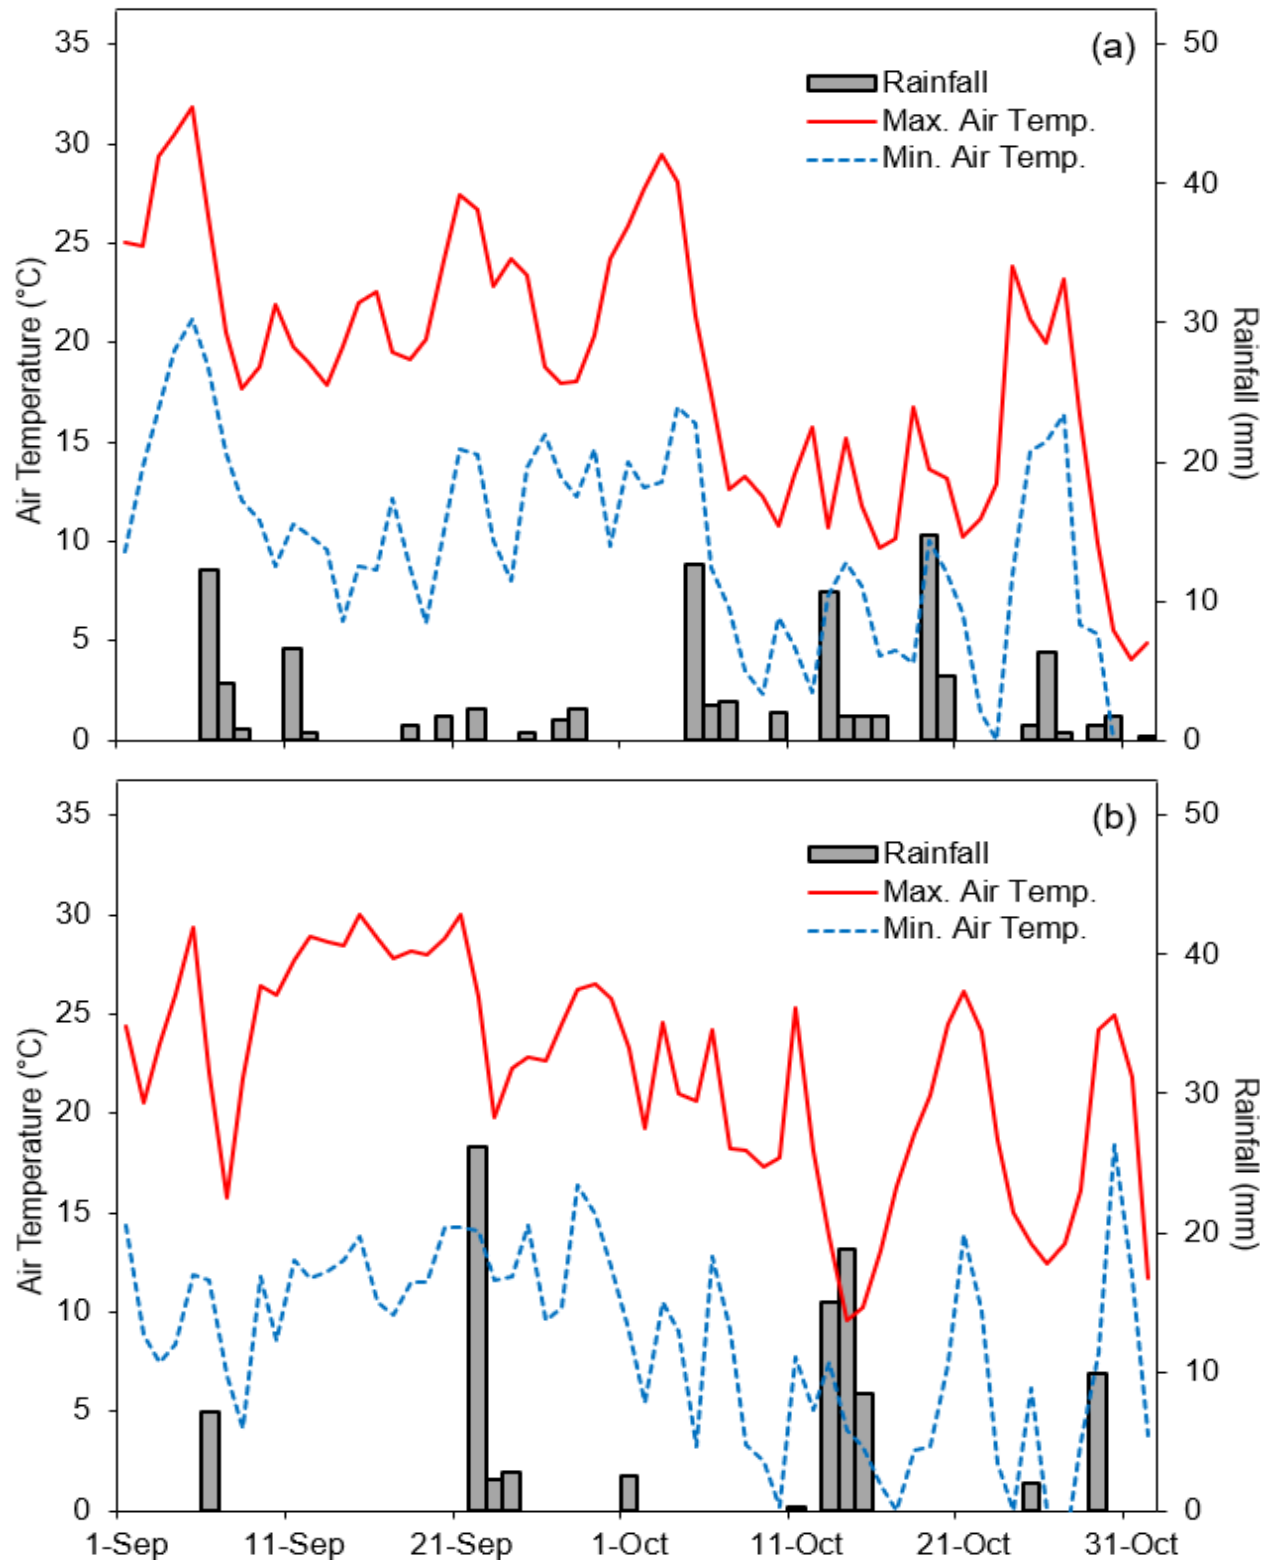 (a)
35
30
25
20
15
10
5
0
Air Temperature (°C)
Rainfall
Max. Air Temp.
Min. Air Temp.
50
40
30
20
10
0
Rainfall (mm)
(b)
35
30
25
20
15
10
5
0
Air Temperature (°C)
Rainfall
Max. Air Temp.
Min. Air Temp.
50
40
30
20
10
0
Rainfall (mm)
1-Sep 11-Sep 21-Sep 1-Oct 11-Oct 21-Oct 31-Oct